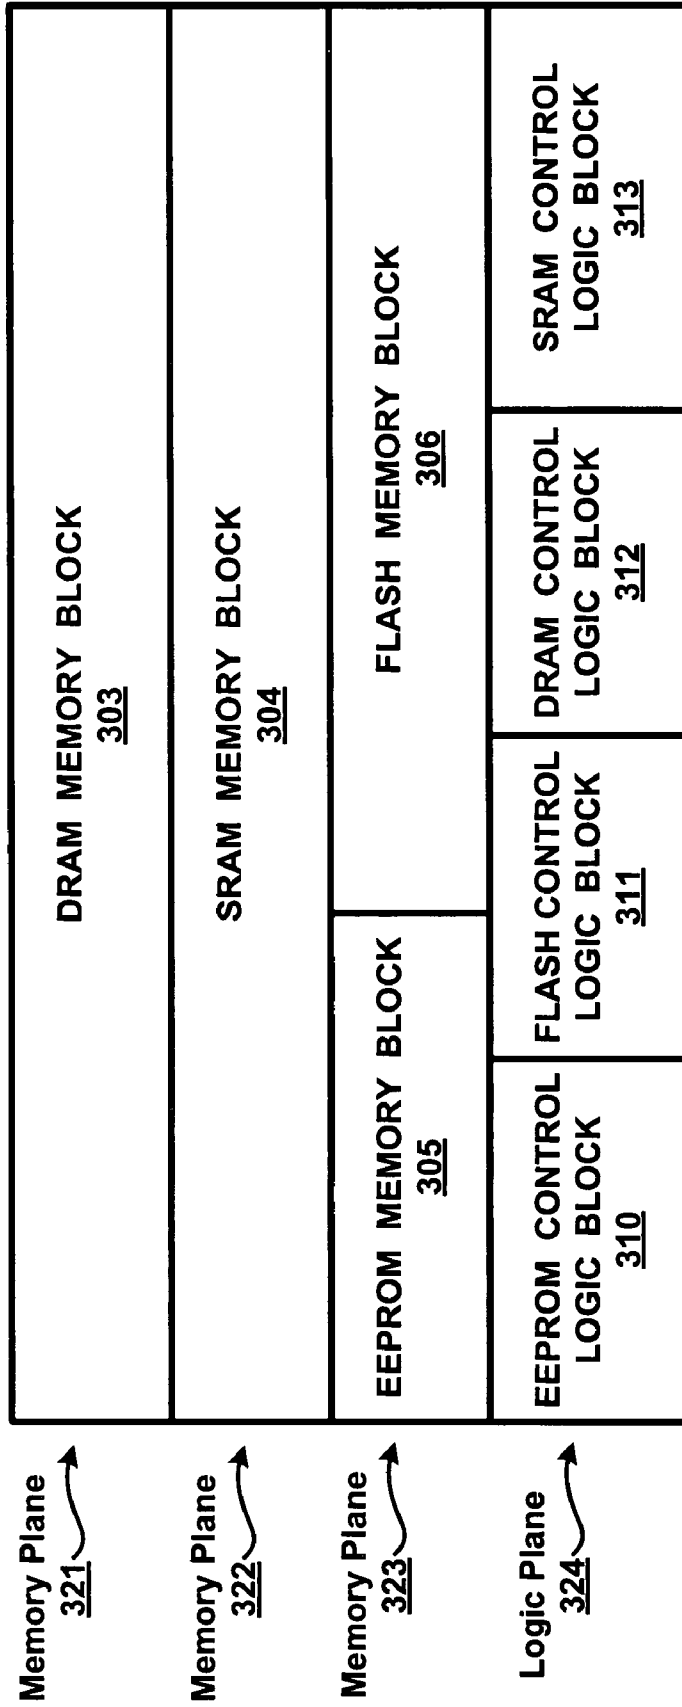 Memory Plane
321
DRAM MEMORY BLOCK
303
Memory Plane
322
SRAM MEMORY BLOCK
304
Memory Plane
323
EEPROM MEMORY BLOCK
305
FLASH MEMORY BLOCK
306
Logic Plane
324
EEPROM CONTROL
LOGIC BLOCK
310
FLASH CONTROL
LOGIC BLOCK
311
DRAM CONTROL
LOGIC BLOCK
312
SRAM CONTROL
LOGIC BLOCK
313